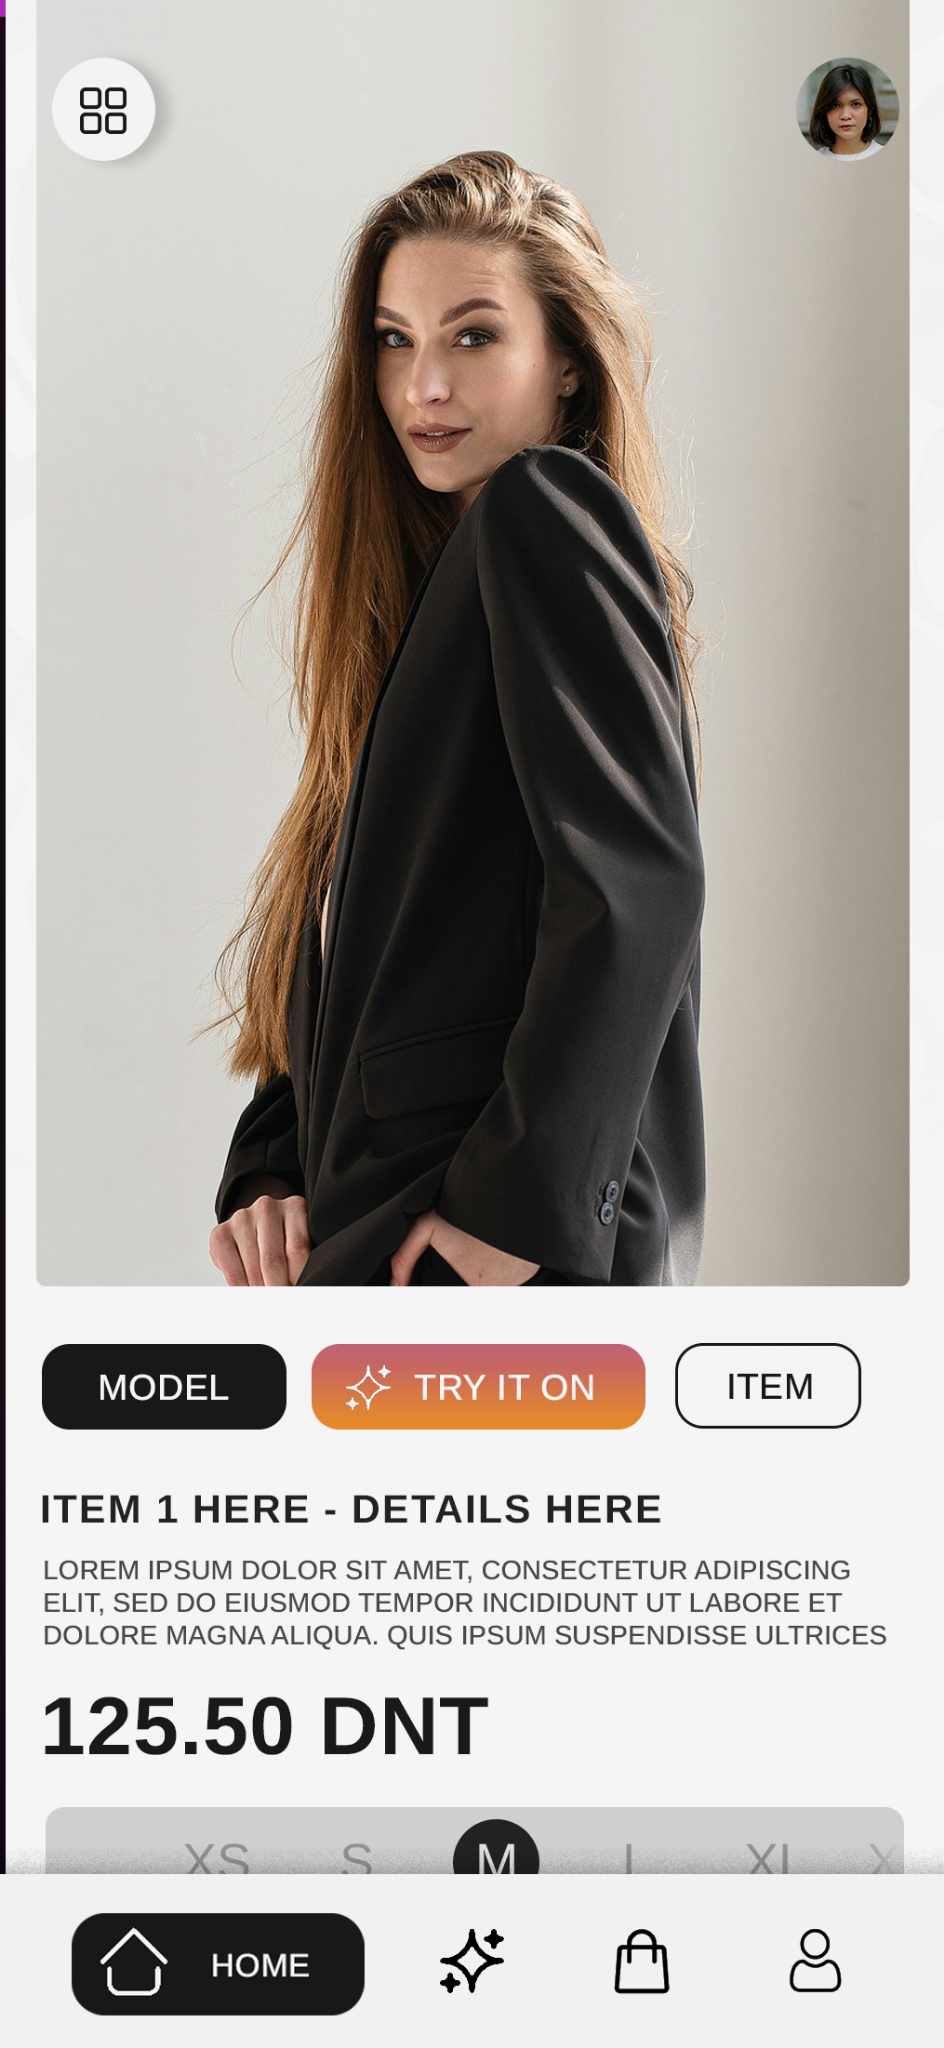 MODEL
TRY IT ON
ITEM
ITEM 1 HERE - DETAILS HERE
LOREM IPSUM DOLOR SIT AMET, CONSECTETUR ADIPISCING
ELIT, SED DO EIUSMOD TEMPOR INCIDIDUNT UT LABORE ET
DOLORE MAGNA ALIQUA. QUIS IPSUM SUSPENDISSE ULTRICES
125.50 DNT
XS S M L XL
HOME